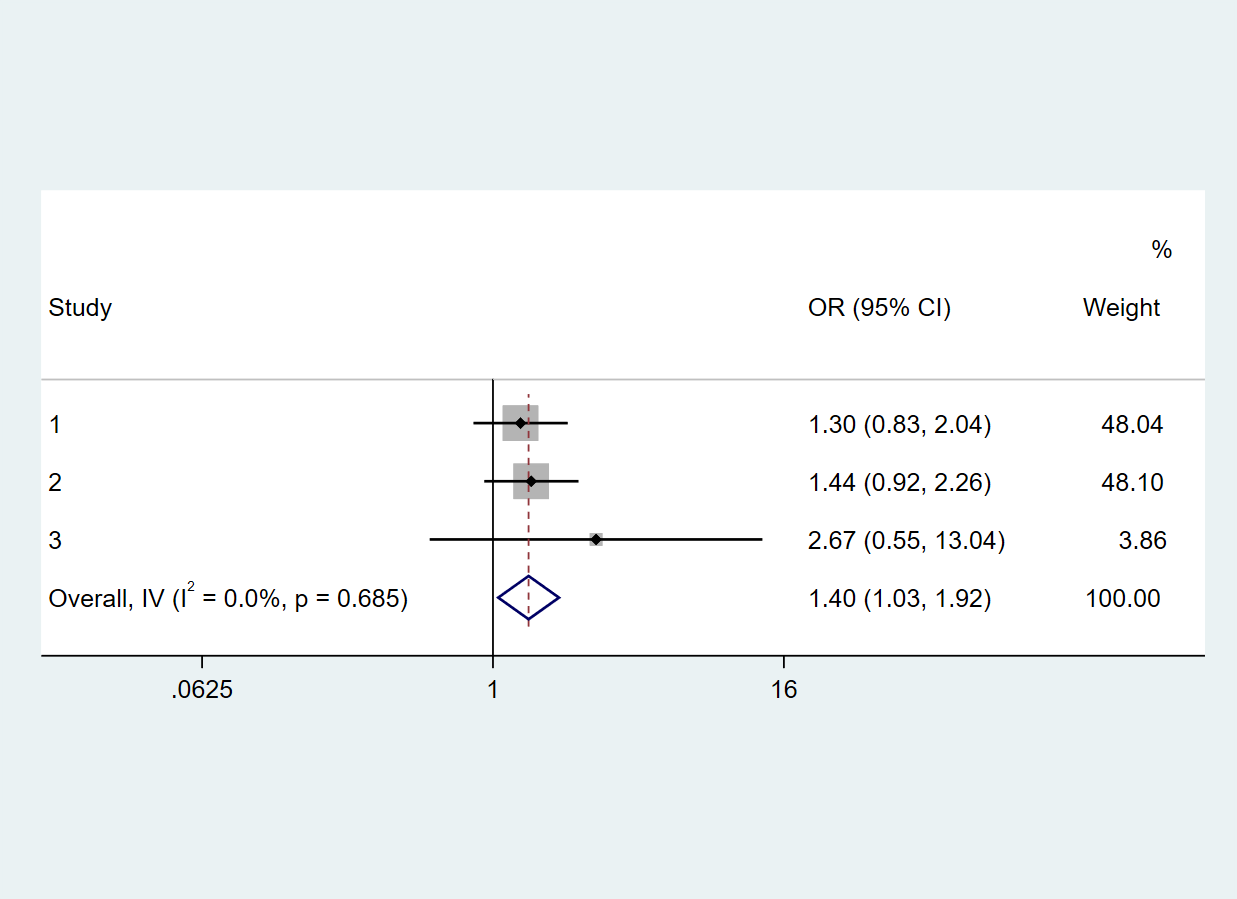 %
Study OR (95% CI) Weight
1 1.30 (0.83, 2.04) 48.04
2 1.44 (0.92, 2.26) 48.10
3 2.67 (0.55, 13.04) 3.86
Overall, IV (I² = 0.0%, p = 0.685) 1.40 (1.03, 1.92) 100.00
.0625 1 16